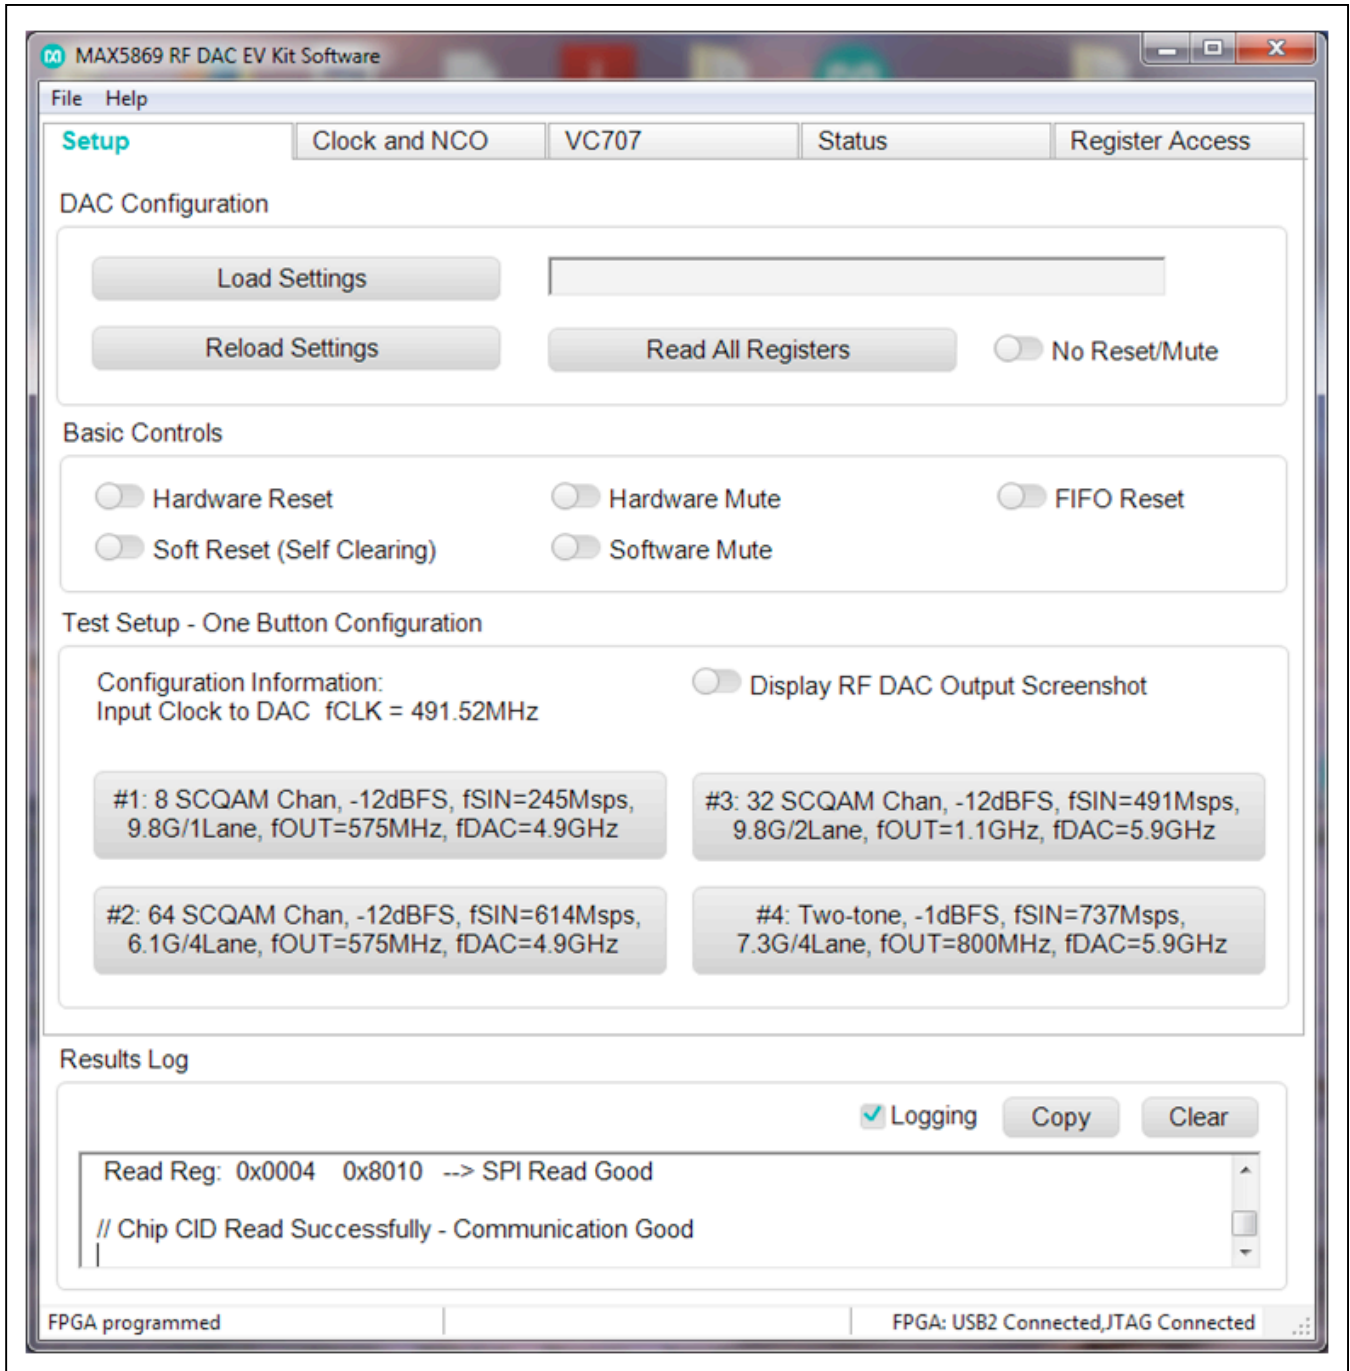 MAX5869 RF DAC EV Kit Software
File Help
Setup Clock and NCO VC707 Status Register Access
DAC Configuration
Load Settings
Reload Settings Read All Registers No Reset/Mute
Basic Controls
Hardware Reset Hardware Mute FIFO Reset
Soft Reset (Self Clearing) Software Mute
Test Setup - One Button Configuration
Configuration Information:
Input Clock to DAC fCLK = 491.52MHz
Display RF DAC Output Screenshot
#1: 8 SCQAM Chan, -12dBFS, fSIN=245Msps,
9.8G/1Lane, fOUT=575MHz, fDAC=4.9GHz
#3: 32 SCQAM Chan, -12dBFS, fSIN=491Msps,
9.8G/2Lane, fOUT=1.1GHz, fDAC=5.9GHz
#2: 64 SCQAM Chan, -12dBFS, fSIN=614Msps,
6.1G/4Lane, fOUT=575MHz, fDAC=4.9GHz
#4: Two-tone, -1dBFS, fSIN=737Msps,
7.3G/4Lane, fOUT=800MHz, fDAC=5.9GHz
Results Log
Logging Copy Clear
Read Reg: 0x0004 0x8010 --> SPI Read Good
// Chip CID Read Successfully - Communication Good
FPGA programmed FPGA: USB2 Connected,JTAG Connected